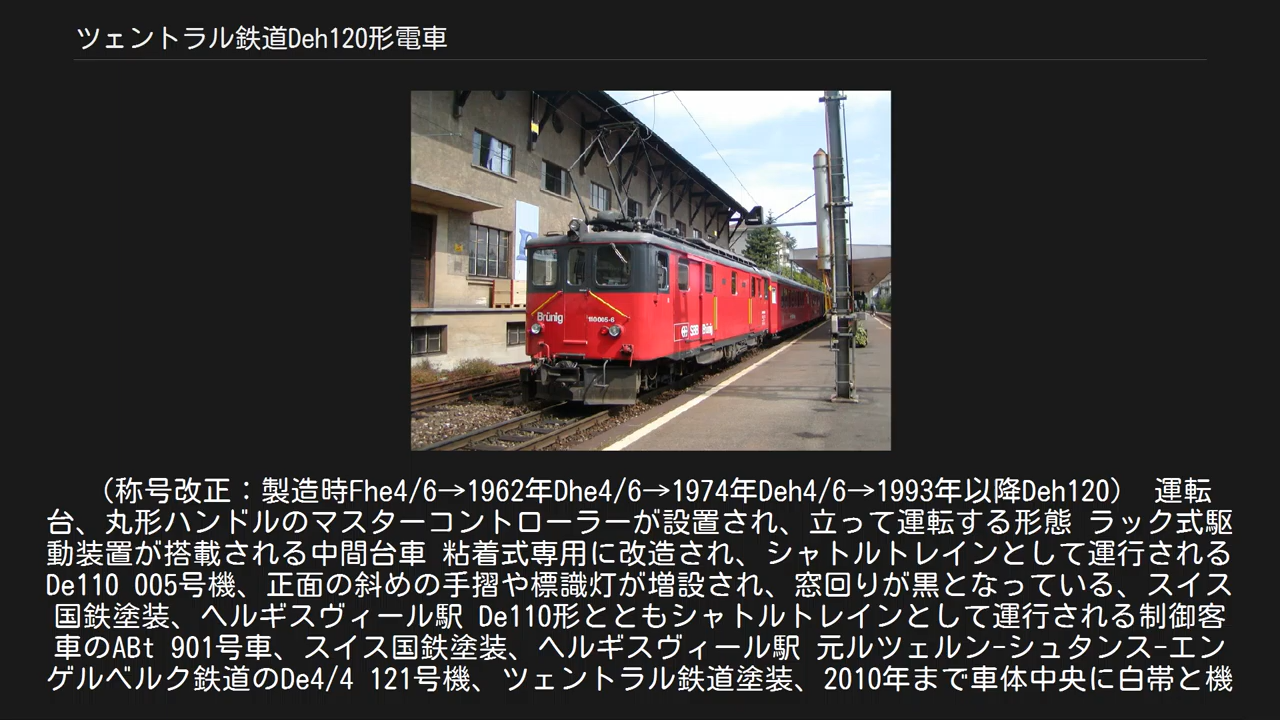 ツェントラル鉄道Deh120形電車
Brünig
SBB Brünig
（称号改正：製造時Fhe4/6→1962年Dhe4/6→1974年Deh4/6→1993年以降Deh120） 運転
台、丸形ハンドルのマスターコントローラーが設置され、立って運転する形態 ラック式駆
動装置が搭載される中間台車 粘着式専用に改造され、シャトルトレインとして運行される
De110 005号機、正面の斜めの手摺や標識灯が増設され、窓回りが黒となっている、スイス
国鉄塗装、ヘルギスヴィール駅 De110形とともシャトルトレインとして運行される制御客
車のABt 901号車、スイス国鉄塗装、ヘルギスヴィール駅 元ルツェルン-シュタンス-エン
ゲルベルク鉄道のDe4/4 121号機、ツェントラル鉄道塗装、2010年まで車体中央に白帯と機